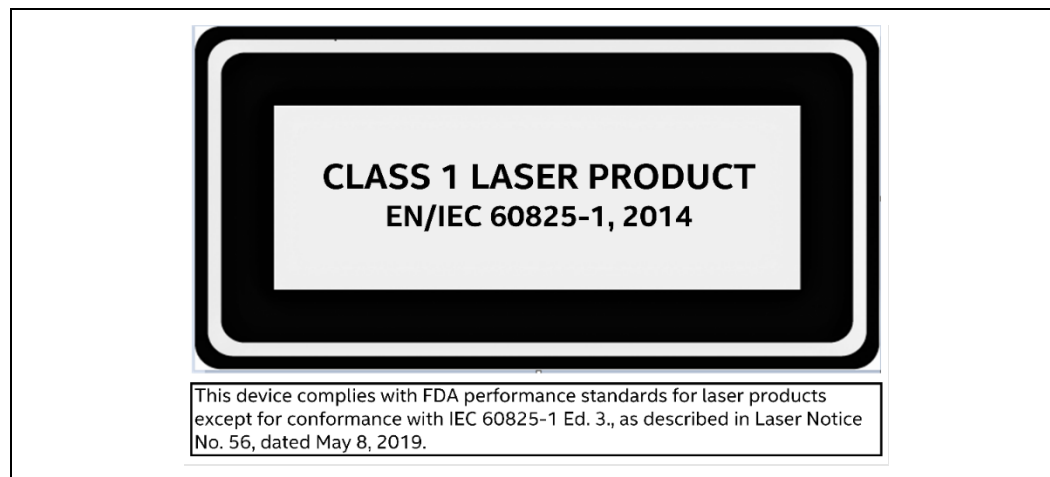 CLASS 1 LASER PRODUCT
EN/IEC 60825-1, 2014
This device complies with FDA performance standards for laser products
except for conformance with IEC 60825-1 Ed. 3., as described in Laser Notice
No. 56, dated May 8, 2019.